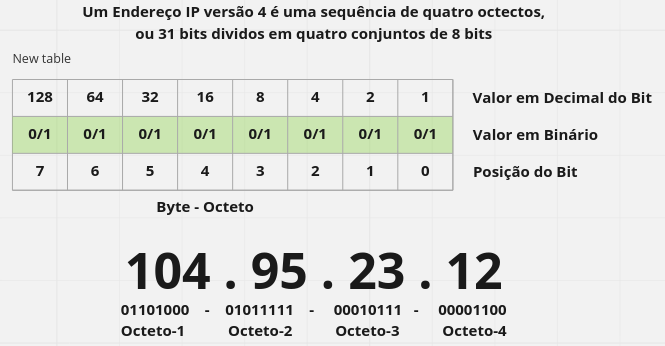 Um Endereço IP versão 4 é uma sequência de quatro octectos,
ou 31 bits dividos em quatro conjuntos de 8 bits
New table
128 64 32 16 8 4 2 1 Valor em Decimal do Bit
0/1 0/1 0/1 0/1 0/1 0/1 0/1 0/1 Valor em Binário
7 6 5 4 3 2 1 0 Posição do Bit
Byte - Octeto
104 . 95 . 23 . 12
01101000 - 01011111 - 00010111 - 00001100
Octeto-1 Octeto-2 Octeto-3 Octeto-4